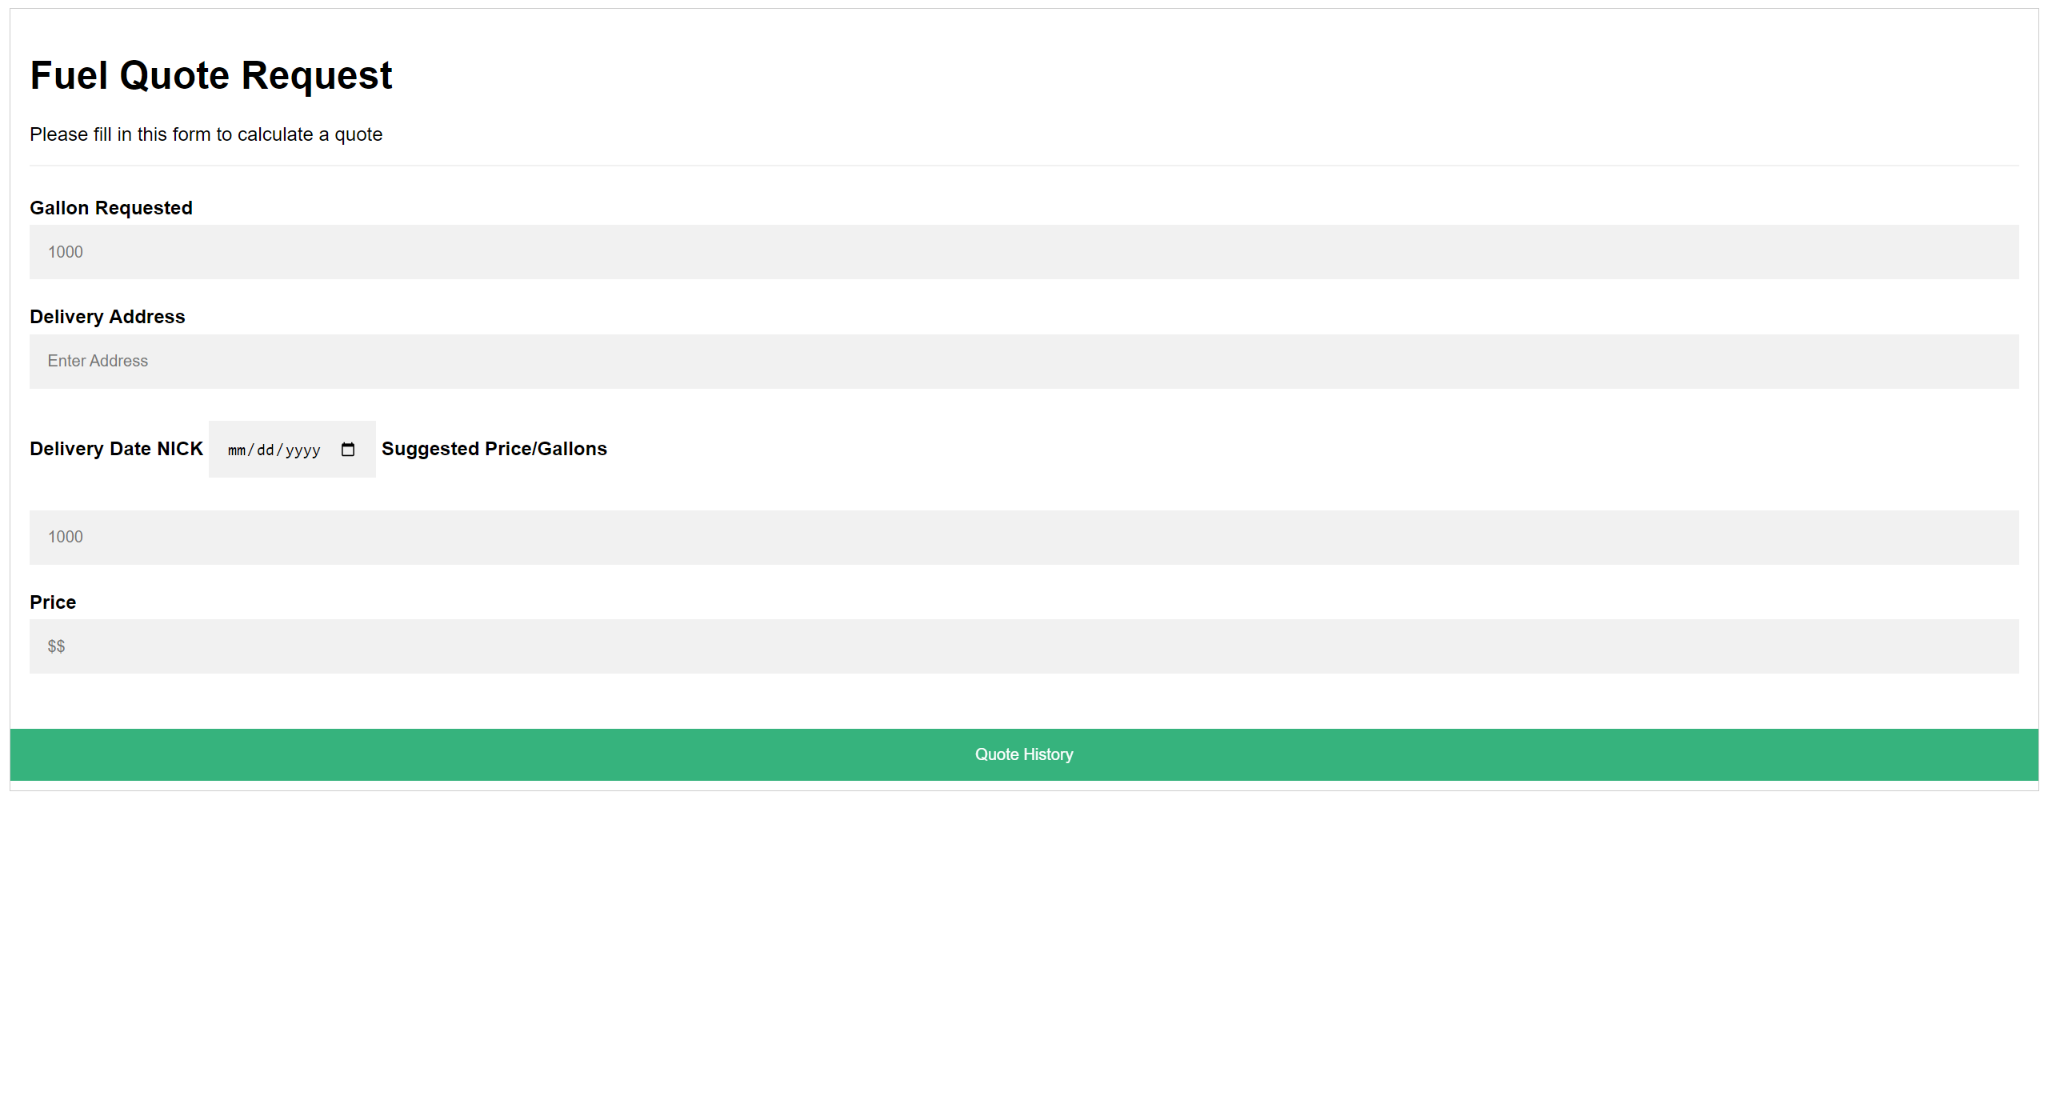 Fuel Quote Request
Please fill in this form to calculate a quote
Gallon Requested
1000
Delivery Address
Enter Address
Delivery Date NICK mm/dd/yyyy Suggested Price/Gallons
1000
Price
$$
Quote History